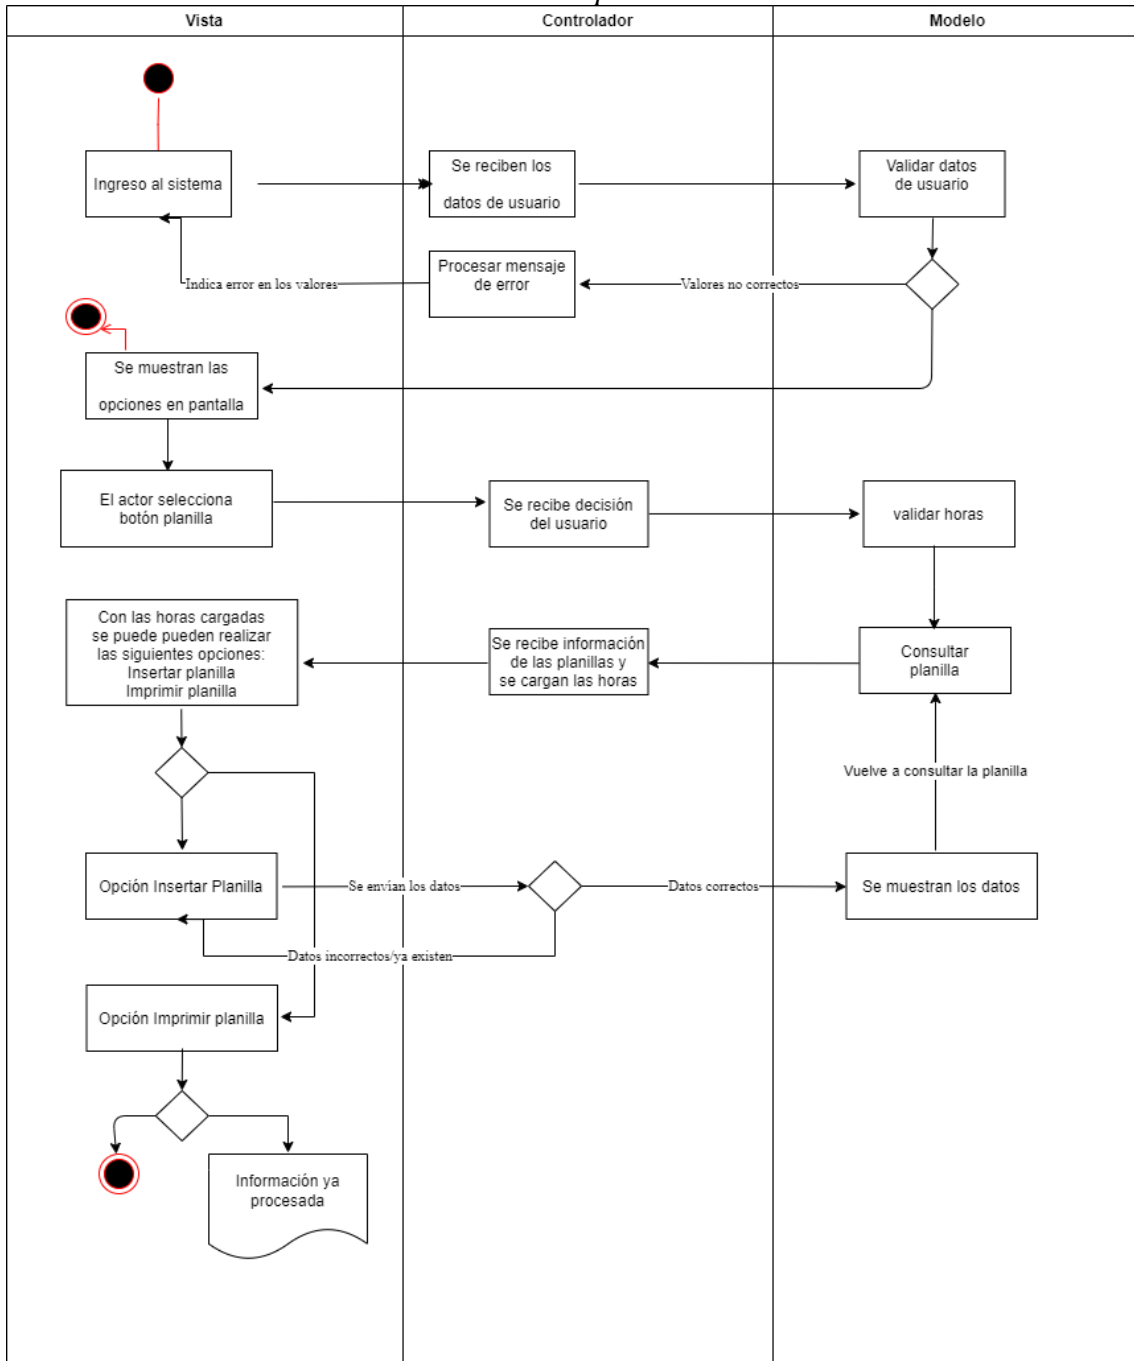 Vista
Controlador
Modelo
Ingreso al sistema
Se reciben los
datos de usuario
Validar datos
de usuario
Procesar mensaje
de error
Indica error en los valores
Valores no correctos
Se muestran las
opciones en pantalla
El actor selecciona
botón planilla
Se recibe decisión
del usuario
validar horas
Con las horas cargadas
se puede pueden realizar
las siguientes opciones:
Insertar planilla
Imprimir planilla
Se recibe información
de las planillas y
se cargan las horas
Consultar
planilla
Vuelve a consultar la planilla
Opción Insertar Planilla
Se envían los datos
Datos correctos
Se muestran los datos
Datos incorrectos/ya existen
Opción Imprimir planilla
Información ya
procesada